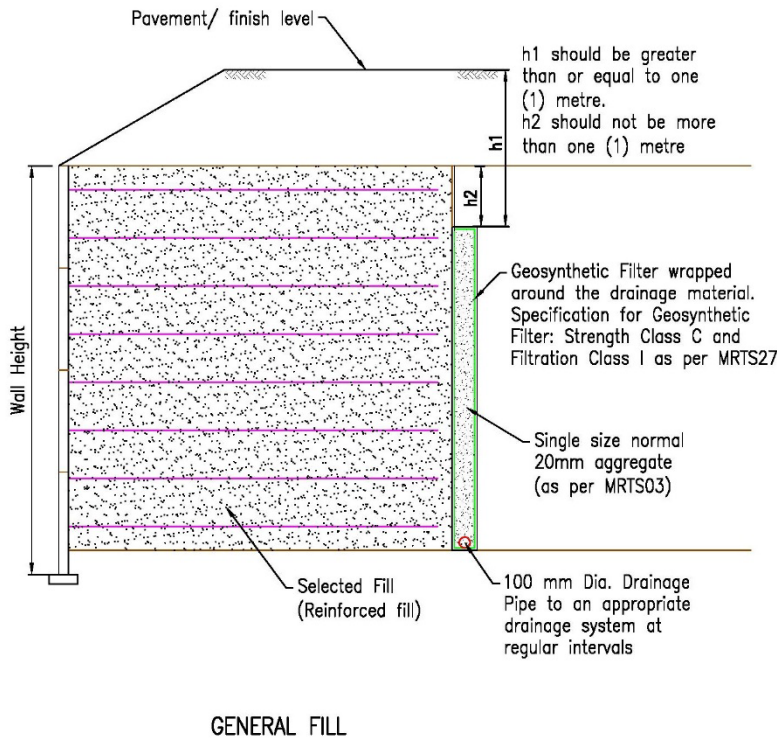 Pavement/ finish level
h1 should be greater
than or equal to one
(1) metre.
h2 should not be more
than one (1) metre
h1
h2
Geosynthetic Filter wrapped
around the drainage material.
Specification for Geosynthetic
Filter: Strength Class C and
Filtration Class I as per MRTS27
Wall Height
Single size normal
20mm aggregate
(as per MRTS03)
Selected Fill
(Reinforced fill)
100 mm Dia. Drainage
Pipe to an appropriate
drainage system at
regular intervals
GENERAL FILL